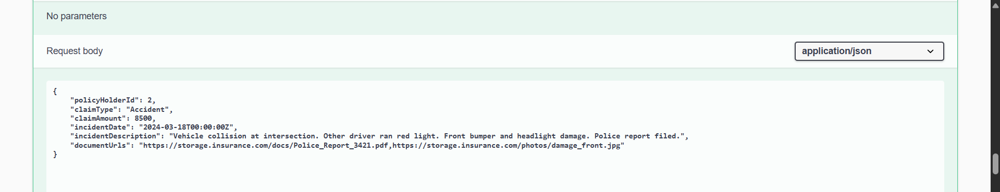 No parameters
Request body
application/json
{
    "policyHolderId": 2,
    "claimType": "Accident",
    "claimAmount": 8500,
    "incidentDate": "2024-03-18T00:00:00Z",
    "incidentDescription": "Vehicle collision at intersection. Other driver ran red light. Front bumper and headlight damage. Police report filed.",
    "documentUrls": "https://storage.insurance.com/docs/Police_Report_3421.pdf,https://storage.insurance.com/photos/damage_front.jpg"
}